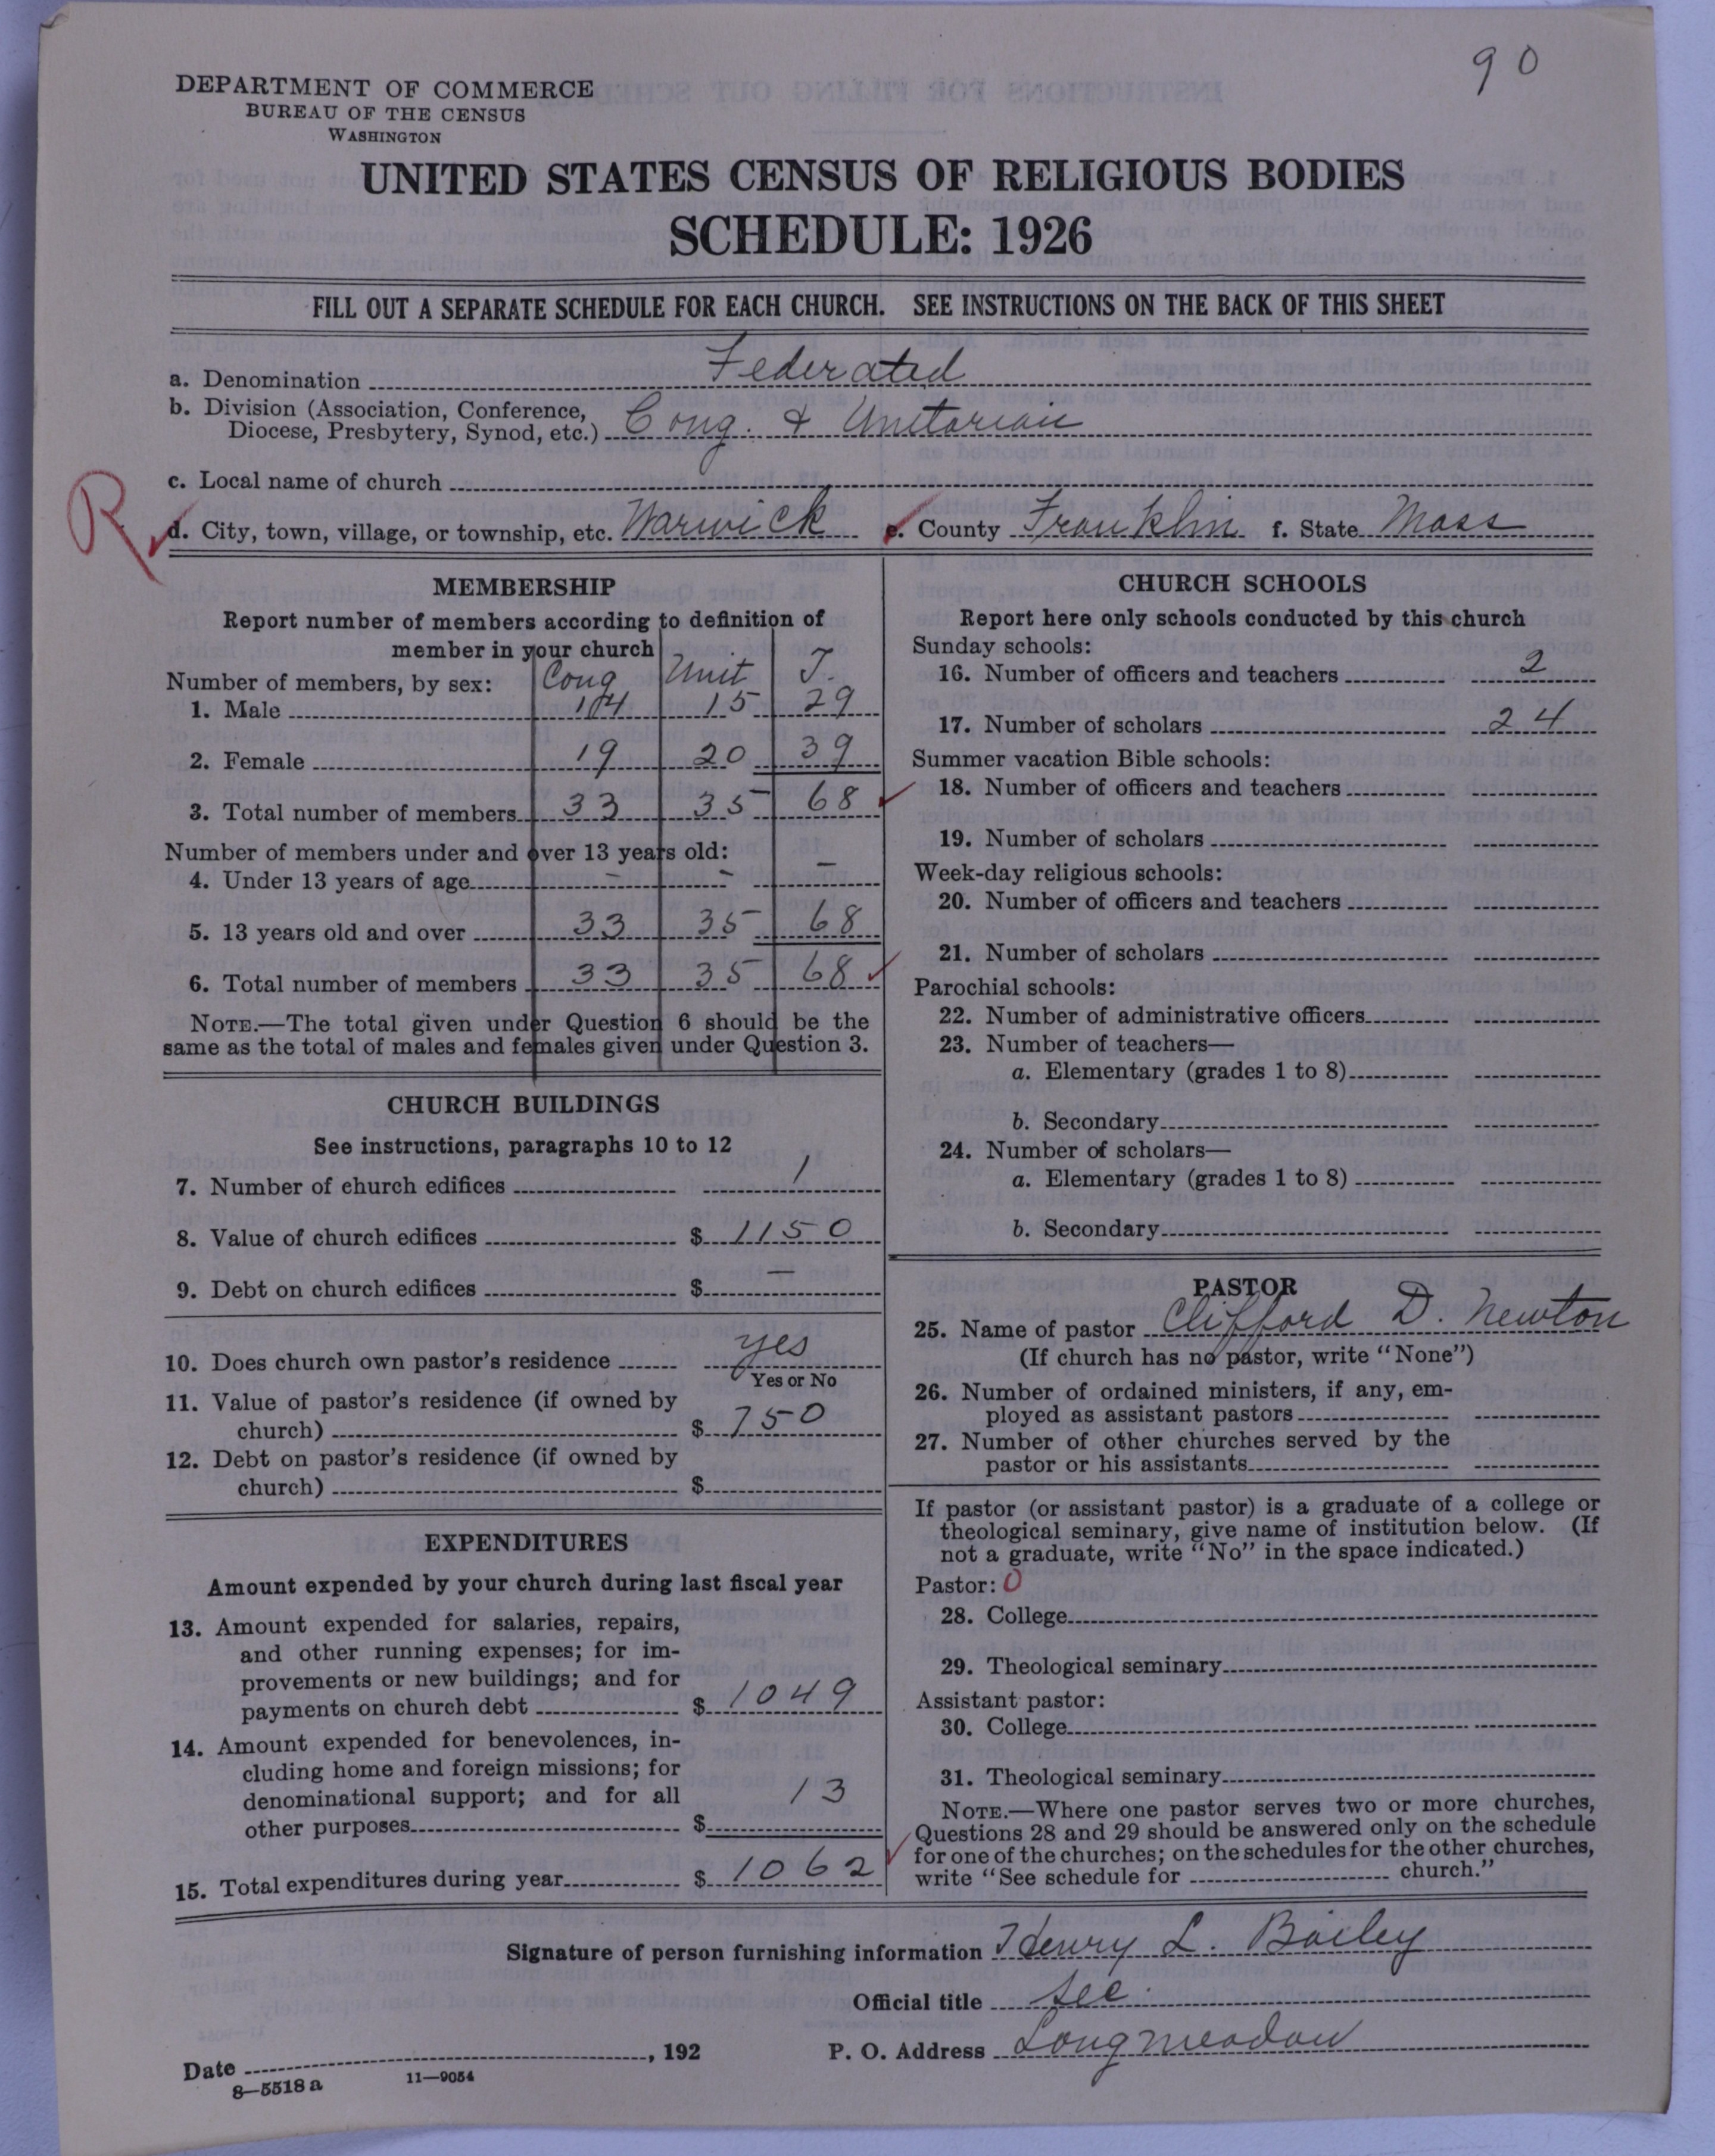 90
DEPARTMENT OF COMMERCE
BUREAU OF THE CENSUS
WASHINGTON
UNITED STATES CENSUS OF RELIGIOUS BODIES
SCHEDULE: 1926
FILL OUT A SEPARATE SCHEDULE FOR EACH CHURCH. SEE INSTRUCTIONS ON THE BACK OF THIS SHEET
a. Denomination Federated
b. Division (Association, Conference,
Diocese, Presbytery, Synod, etc.) Cong. & Unitarian
c. Local name of church
R
d. City, town, village, or township, etc. Warwick e. County Franklin f. State Mass
MEMBERSHIP
Report number of members according to definition of
member in your church
Number of members, by sex: Cong Unit T.
1. Male 14 15 29
2. Female 19 20 39
3. Total number of members 33 35 68 ✓
Number of members under and over 13 years old:
4. Under 13 years of age - - -
5. 13 years old and over 33 35 68
6. Total number of members 33 35 68 ✓
NOTE.—The total given under Question 6 should be the
same as the total of males and females given under Question 3.
CHURCH BUILDINGS
See instructions, paragraphs 10 to 12
7. Number of church edifices 1
8. Value of church edifices $ 1150
9. Debt on church edifices $ —
10. Does church own pastor's residence yes
Yes or No
11. Value of pastor's residence (if owned by
church) $ 750
12. Debt on pastor's residence (if owned by
church) $
EXPENDITURES
Amount expended by your church during last fiscal year
13. Amount expended for salaries, repairs,
and other running expenses; for im-
provements or new buildings; and for
payments on church debt $ 1049
14. Amount expended for benevolences, in-
cluding home and foreign missions; for
denominational support; and for all
other purposes $ 13
15. Total expenditures during year $ 1062 ✓
CHURCH SCHOOLS
Report here only schools conducted by this church
Sunday schools:
16. Number of officers and teachers 2
17. Number of scholars 24
Summer vacation Bible schools:
18. Number of officers and teachers
19. Number of scholars
Week-day religious schools:
20. Number of officers and teachers
21. Number of scholars
Parochial schools:
22. Number of administrative officers
23. Number of teachers—
a. Elementary (grades 1 to 8)
b. Secondary
24. Number of scholars—
a. Elementary (grades 1 to 8)
b. Secondary
PASTOR
25. Name of pastor Clifford D. Newton
(If church has no pastor, write "None")
26. Number of ordained ministers, if any, em-
ployed as assistant pastors
27. Number of other churches served by the
pastor or his assistants
If pastor (or assistant pastor) is a graduate of a college or
theological seminary, give name of institution below. (If
not a graduate, write "No" in the space indicated.)
Pastor: 0
28. College
29. Theological seminary
Assistant pastor:
30. College
31. Theological seminary
NOTE.—Where one pastor serves two or more churches,
Questions 28 and 29 should be answered only on the schedule
for one of the churches; on the schedules for the other churches,
write "See schedule for church."
Signature of person furnishing information Henry L. Bailey
Official title Sec.
Date , 192 P. O. Address Longmeadow
8—5518 a 11—9054